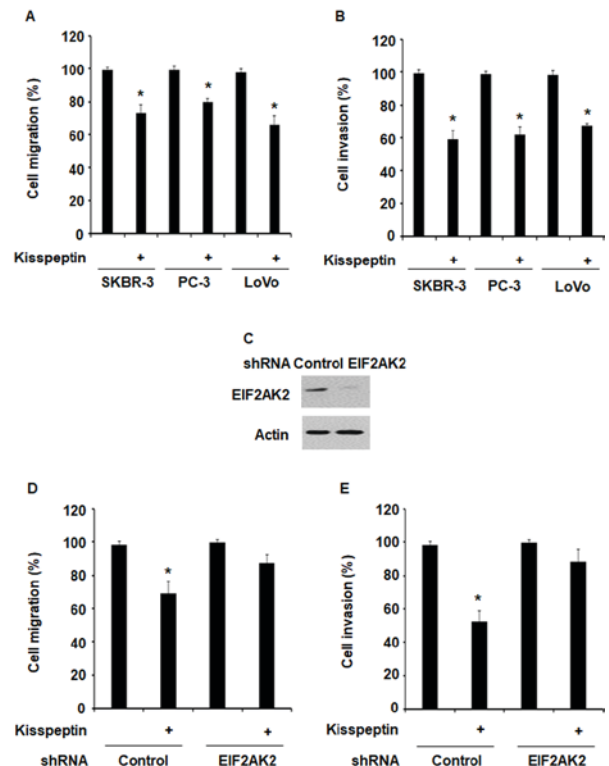 A
Cell migration (%)
120
100
80
60
40
20
0
*
*
*
Kisspeptin + + +
SKBR-3 PC-3 LoVo
B
Cell invasion (%)
120
100
80
60
40
20
0
*
*
*
Kisspeptin + + +
SKBR-3 PC-3 LoVo
C
shRNA Control EIF2AK2
EIF2AK2
Actin
D
Cell migration (%)
120
100
80
60
40
20
0
*
Kisspeptin + +
shRNA Control EIF2AK2
E
Cell invasion (%)
120
100
80
60
40
20
0
*
Kisspeptin + +
shRNA Control EIF2AK2